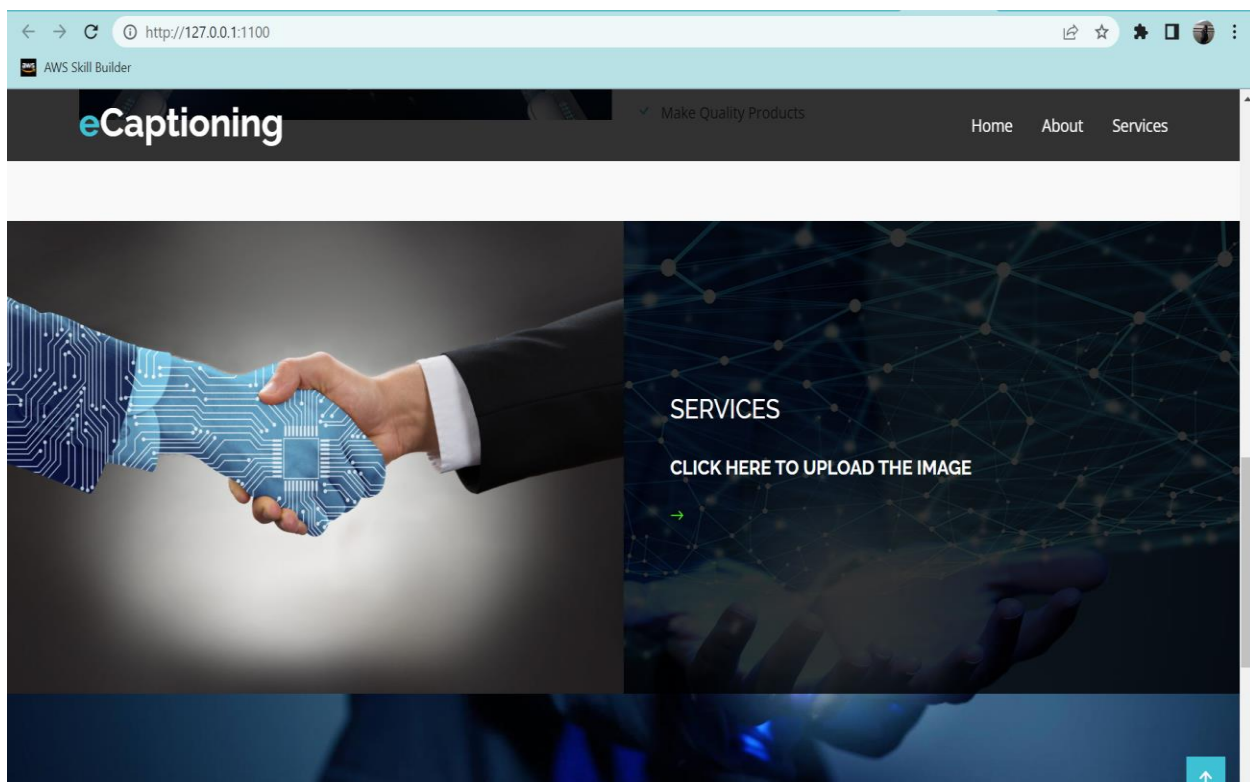 http://127.0.0.1:1100
aws AWS Skill Builder
eCaptioning
✓ Make Quality Products
Home About Services
SERVICES
CLICK HERE TO UPLOAD THE IMAGE
→